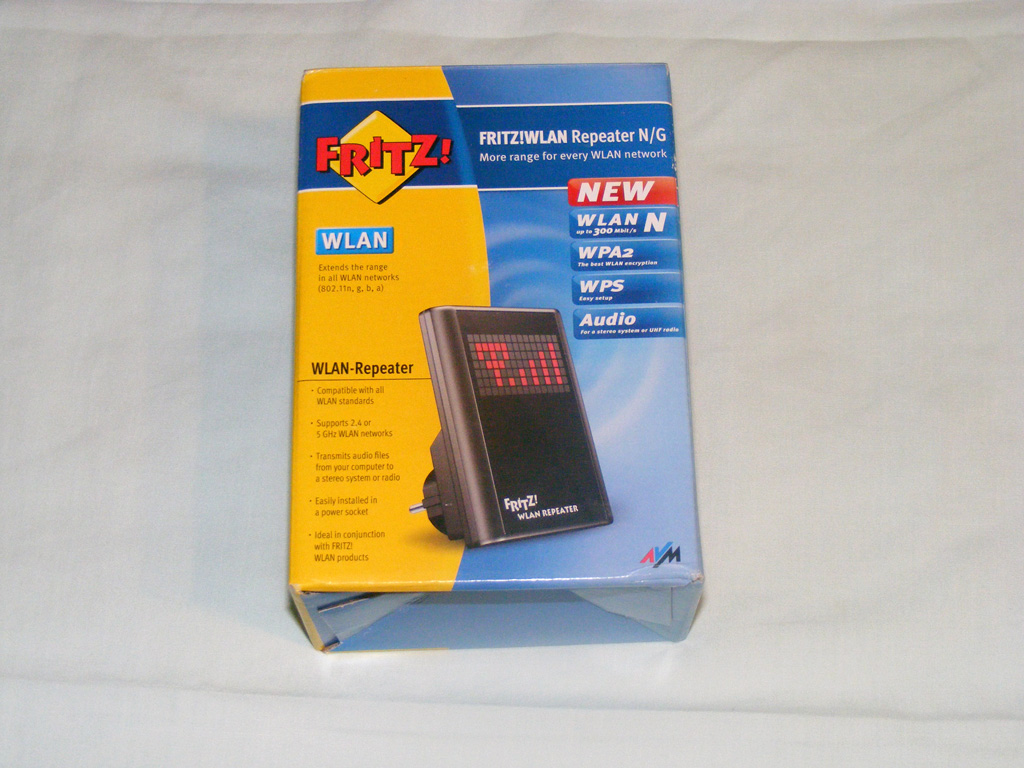 FRITZ!
FRITZ!WLAN Repeater N/G
More range for every WLAN network
NEW
WLAN N
up to 300 Mbit/s
WPA2
The best WLAN encryption
WPS
Easy setup
Audio
For a stereo system or UHF radio
WLAN
Extends the range
in all WLAN networks
(802.11n, g, b, a)
WLAN-Repeater
• Compatible with all
WLAN standards
• Supports 2.4 or
5 GHz WLAN networks
• Transmits audio files
from your computer to
a stereo system or radio
• Easily installed in
a power socket
• Ideal in conjunction
with FRITZ!
WLAN products
FRITZ!
WLAN REPEATER
AVM